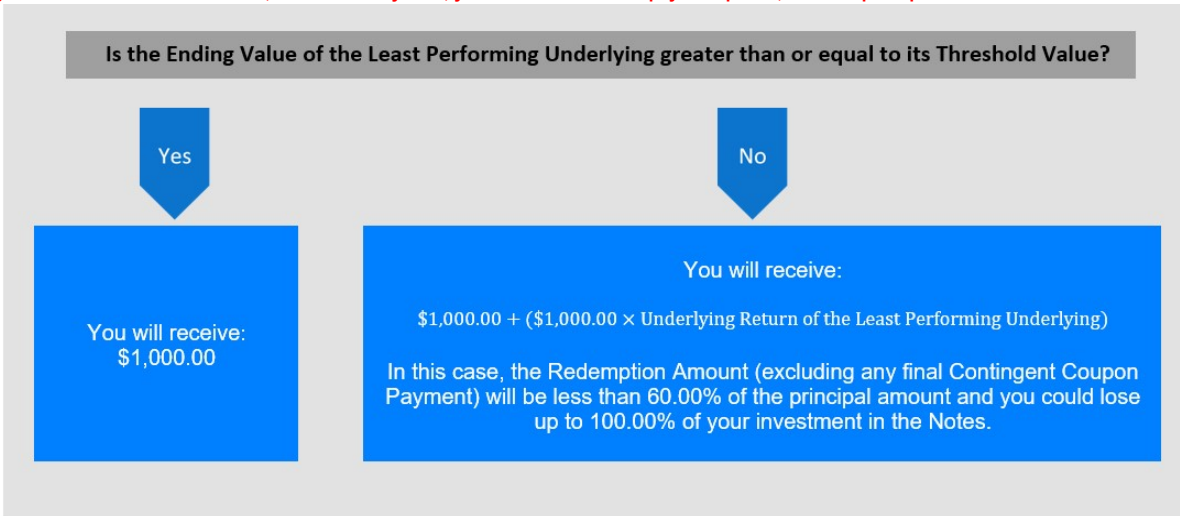 Is the Ending Value of the Least Performing Underlying greater than or equal to its Threshold Value?
Yes
No
You will receive:
$1,000.00
You will receive:
$1,000.00 + ($1,000.00 × Underlying Return of the Least Performing Underlying)
In this case, the Redemption Amount (excluding any final Contingent Coupon
Payment) will be less than 60.00% of the principal amount and you could lose
up to 100.00% of your investment in the Notes.